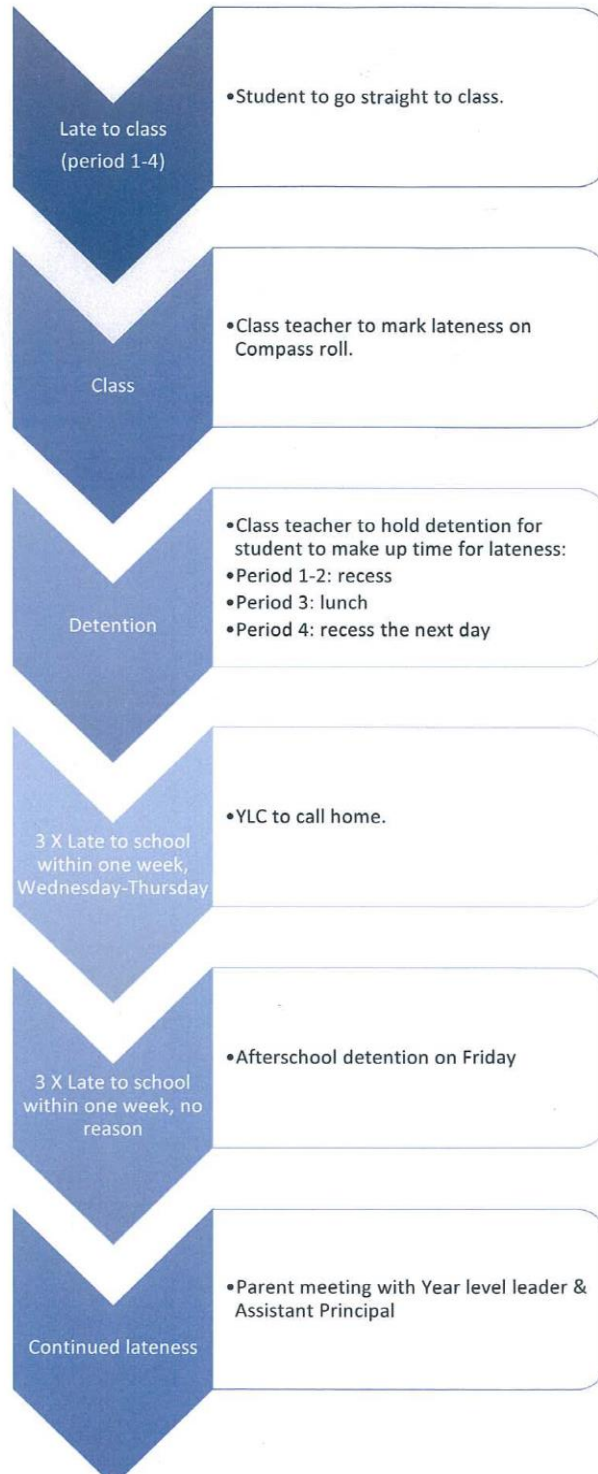 Late to class
(period 1-4)
•Student to go straight to class.
Class
•Class teacher to mark lateness on
Compass roll.
Detention
•Class teacher to hold detention for
student to make up time for lateness:
•Period 1-2: recess
•Period 3: lunch
•Period 4: recess the next day
3 X Late to school
within one week,
Wednesday-Thursday
•YLC to call home.
3 X Late to school
within one week, no
reason
•Afterschool detention on Friday
Continued lateness
•Parent meeting with Year level leader &
Assistant Principal